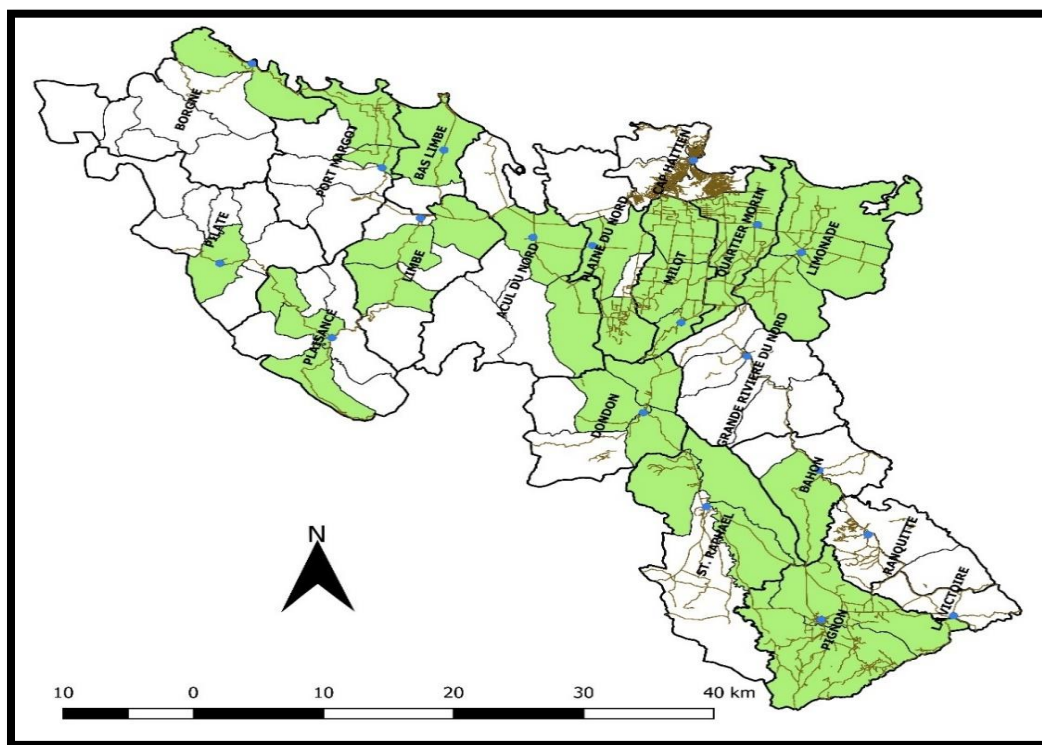 BORGNE
PORT MARGOT
BAS LIMBE
CAP HAITIEN
PILATE
LIMBE
ACUL DU NORD
PLAINE DU NORD
MILOT
QUARTIER MORIN
LIMONADE
PLAISANCE
GRANDE RIVIERE DU NORD
DONDON
BAHON
ST. RAPHAEL
RANQUITTE
LA VICTOIRE
PIGNON
N
10 0 10 20 30 40 km